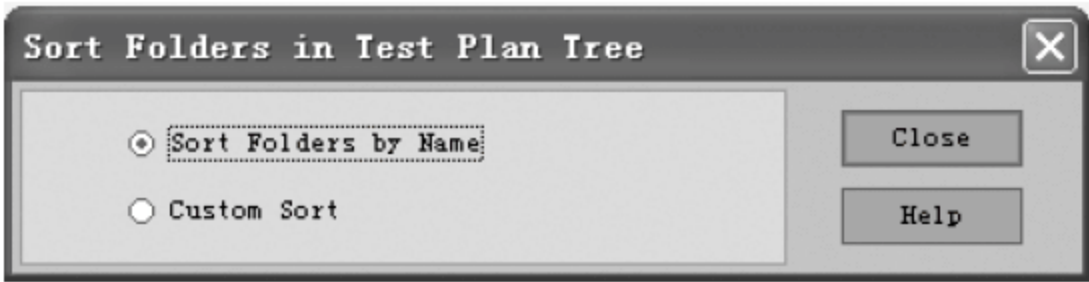 Sort Folders in Test Plan Tree
Sort Folders by Name
Close
Custom Sort
Help